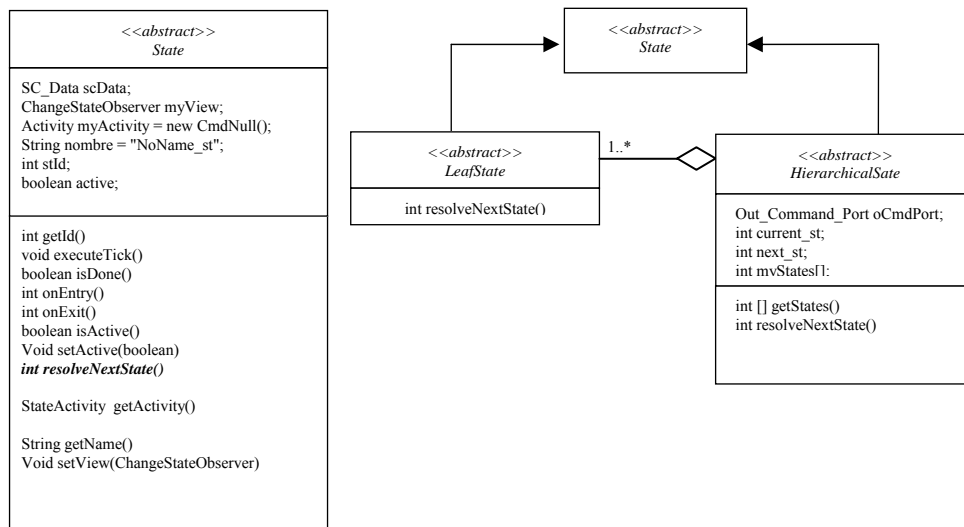 <<abstract>>
State
SC_Data scData;
ChangeStateObserver myView;
Activity myActivity = new CmdNull();
String nombre = "NoName_st";
int stId;
boolean active;
int getId()
void executeTick()
boolean isDone()
int onEntry()
int onExit()
boolean isActive()
Void setActive(boolean)
int resolveNextState()
StateActivity getActivity()
String getName()
Void setView(ChangeStateObserver)
<<abstract>>
State
<<abstract>>
LeafState
int resolveNextState()
1..*
<<abstract>>
HierarchicalSate
Out_Command_Port oCmdPort;
int current_st;
int next_st;
int myStates[];
int [] getStates()
int resolveNextState()